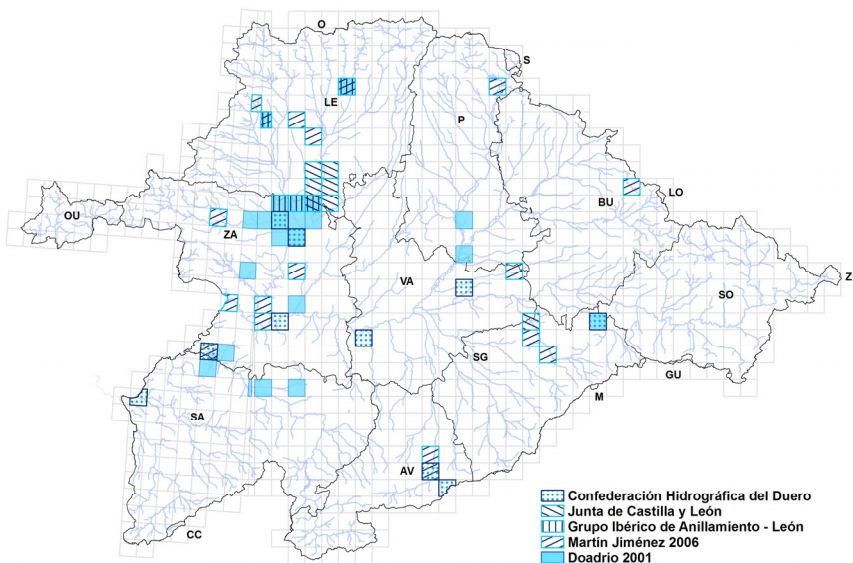 O
S
LE
P
OU
BU
LO
ZA
VA
SO
Z
SG
GU
SA
M
AV
CC
Confederación Hidrográfica del Duero
Junta de Castilla y León
Grupo Ibérico de Anillamiento - León
Martín Jiménez 2006
Doadrio 2001